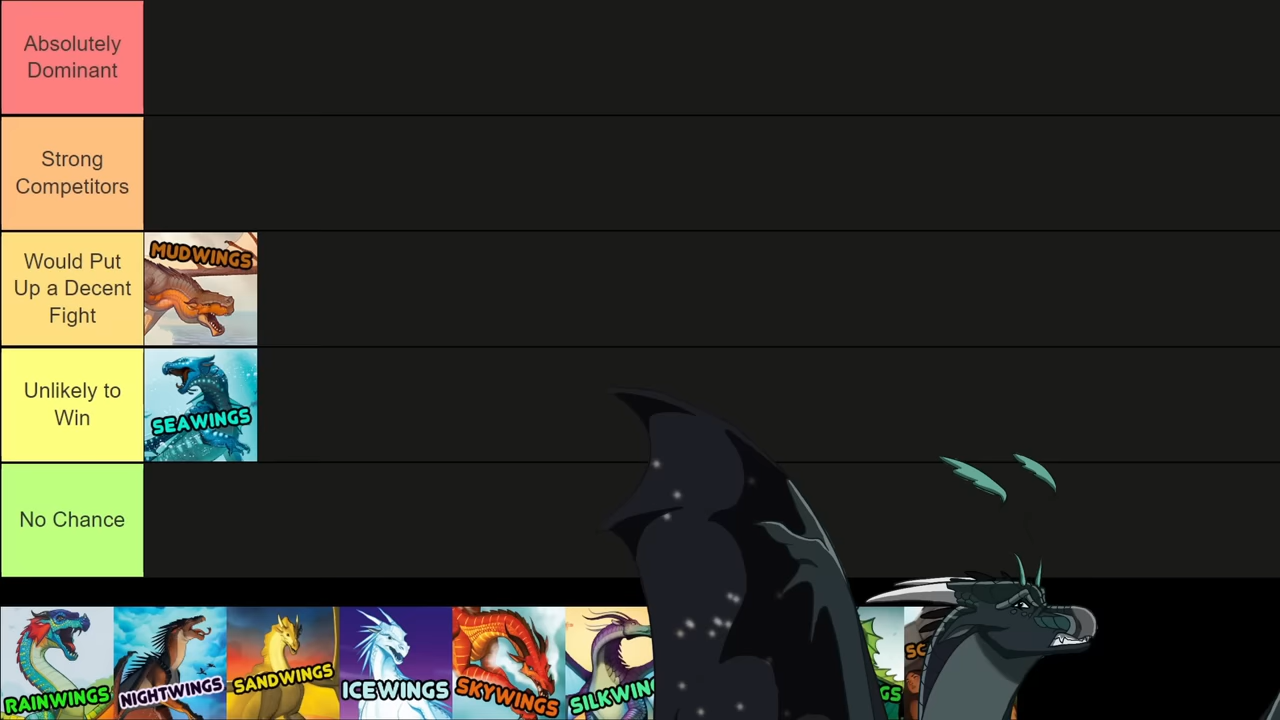 Absolutely
Dominant
Strong
Competitors
Would Put
Up a Decent
Fight
MUDWINGS
Unlikely to
Win
SEAWINGS
No Chance
RAINWINGS
NIGHTWINGS
SANDWINGS
ICEWINGS
SKYWINGS